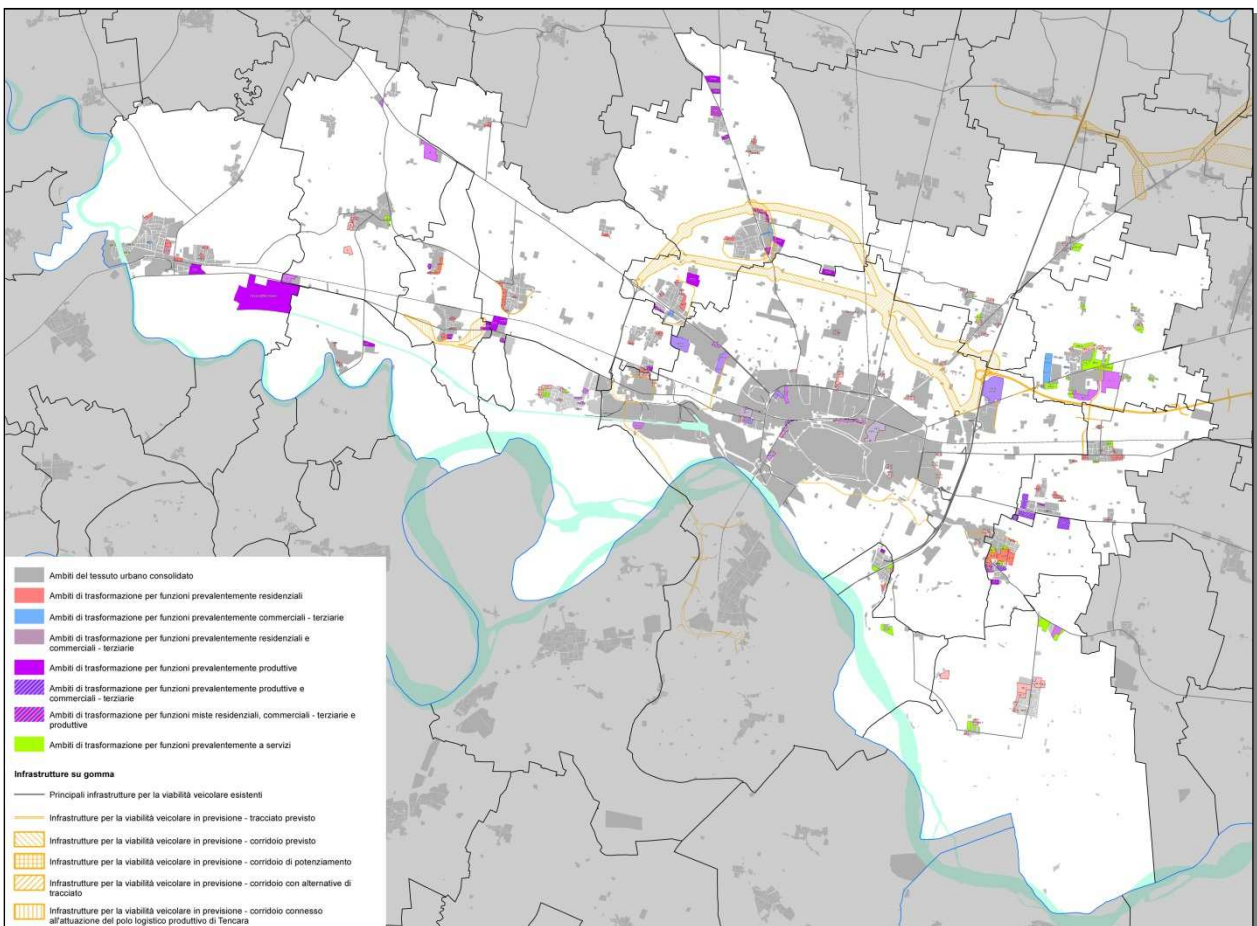 Ambiti del tessuto urbano consolidato
Ambiti di trasformazione per funzioni prevalentemente residenziali
Ambiti di trasformazione per funzioni prevalentemente commerciali - terziarie
Ambiti di trasformazione per funzioni prevalentemente residenziali e
commerciali - terziarie
Ambiti di trasformazione per funzioni prevalentemente produttive
Ambiti di trasformazione per funzioni prevalentemente produttive e
commerciali - terziarie
Ambiti di trasformazione per funzioni miste residenziali, commerciali - terziarie e
produttive
Ambiti di trasformazione per funzioni prevalentemente a servizi
Infrastrutture su gomma
Principali infrastrutture per la viabilità veicolare esistenti
Infrastrutture per la viabilità veicolare in previsione - tracciato previsto
Infrastrutture per la viabilità veicolare in previsione - corridoio previsto
Infrastrutture per la viabilità veicolare in previsione - corridoio di potenziamento
Infrastrutture per la viabilità veicolare in previsione - corridoio con alternative di
tracciato
Infrastrutture per la viabilità veicolare in previsione - corridoio connesso
all'attuazione del polo logistico produttivo di Tencara